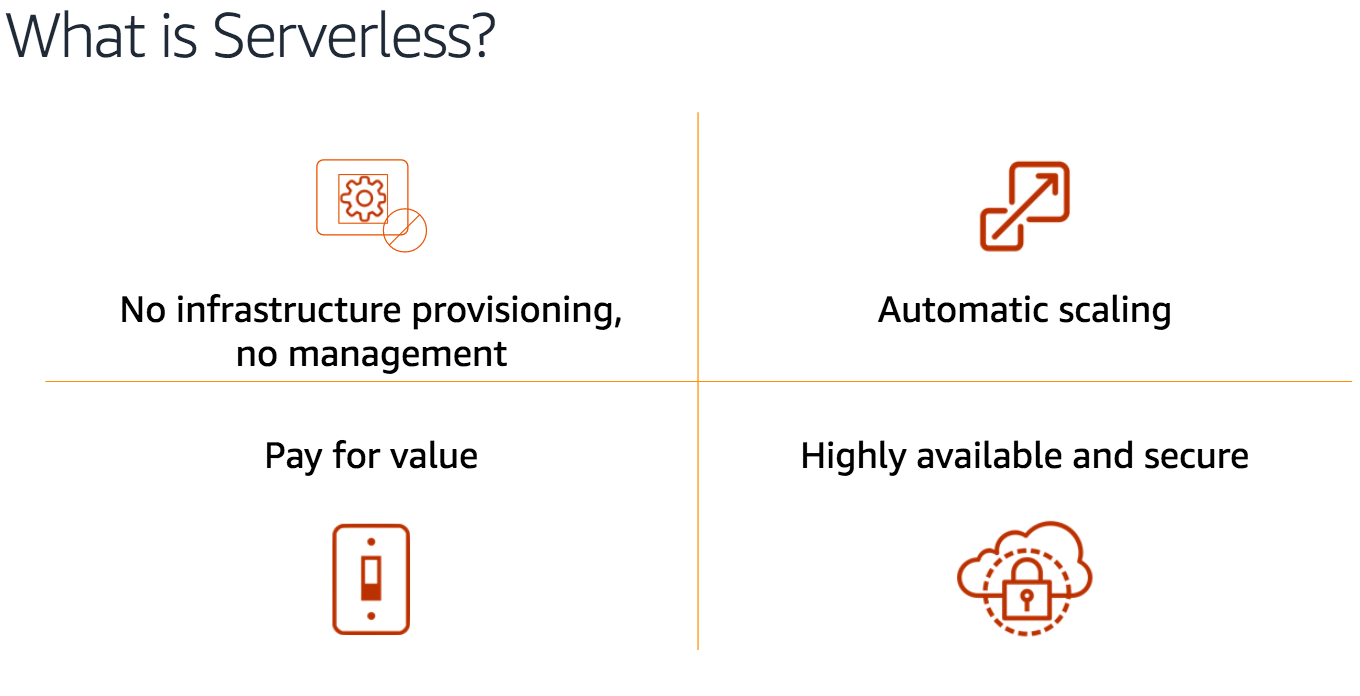 What is Serverless?
No infrastructure provisioning,
no management
Automatic scaling
Pay for value
Highly available and secure